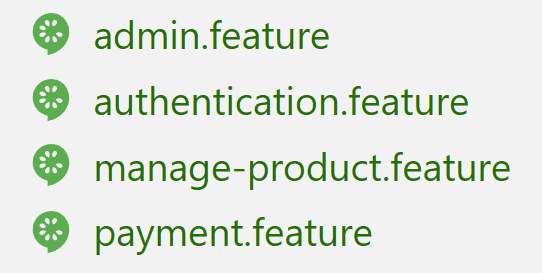 admin.feature
authentication.feature
manage-product.feature
payment.feature